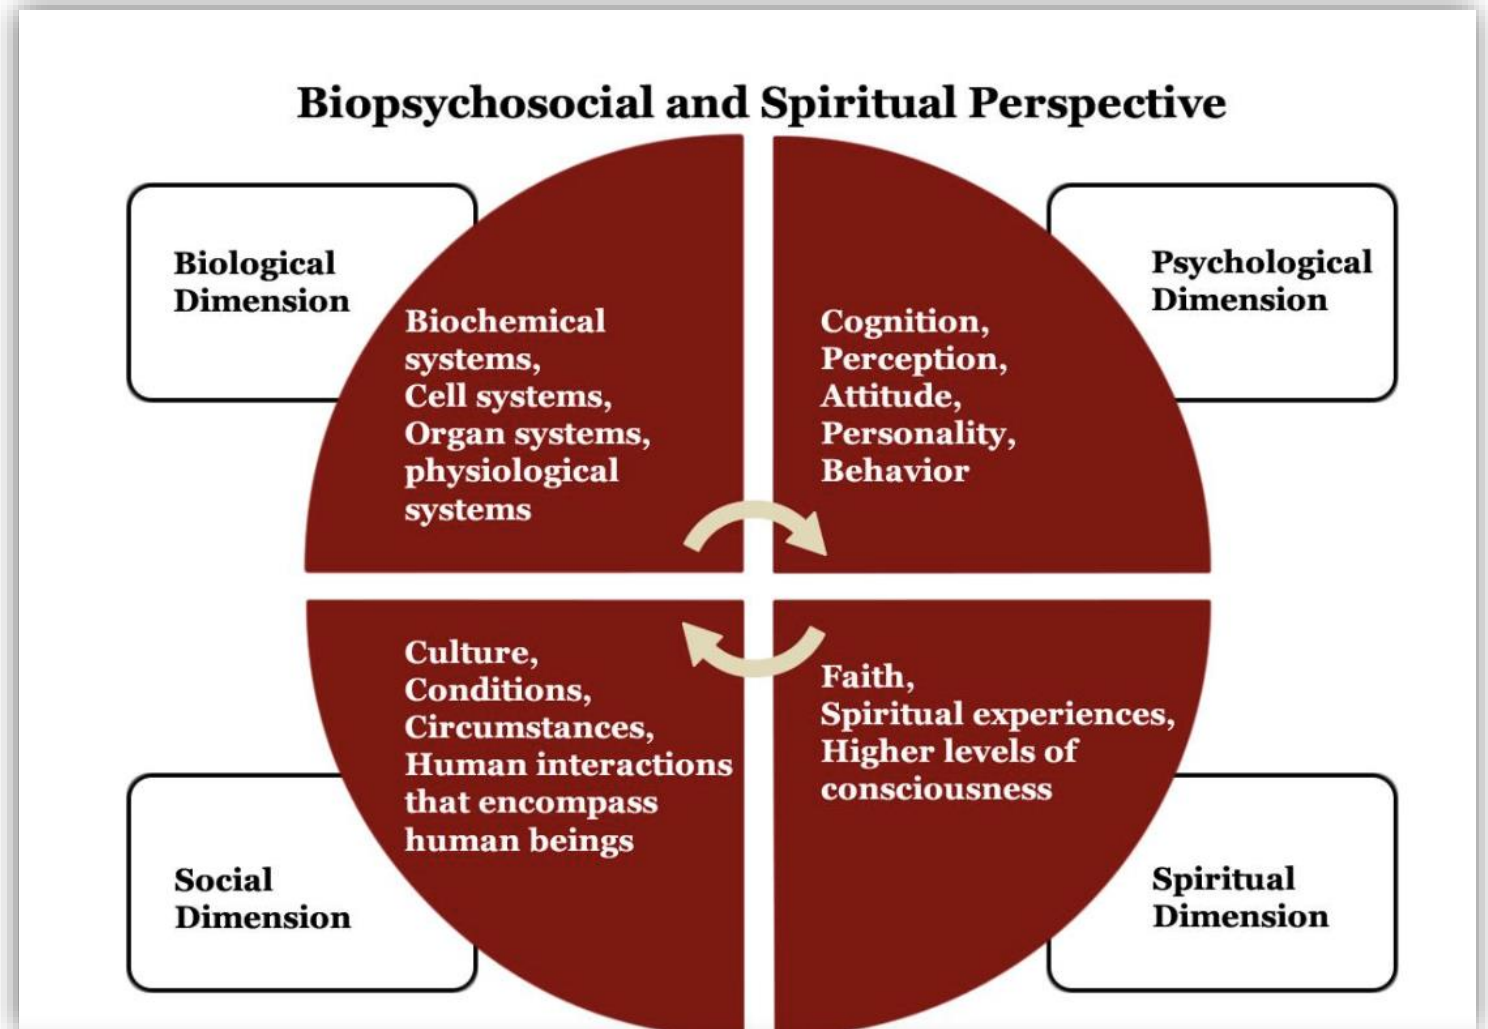 Biopsychosocial and Spiritual Perspective
Biological
Dimension
Biochemical
systems,
Cell systems,
Organ systems,
physiological
systems
Psychological
Dimension
Cognition,
Perception,
Attitude,
Personality,
Behavior
Social
Dimension
Culture,
Conditions,
Circumstances,
Human interactions
that encompass
human beings
Spiritual
Dimension
Faith,
Spiritual experiences,
Higher levels of
consciousness